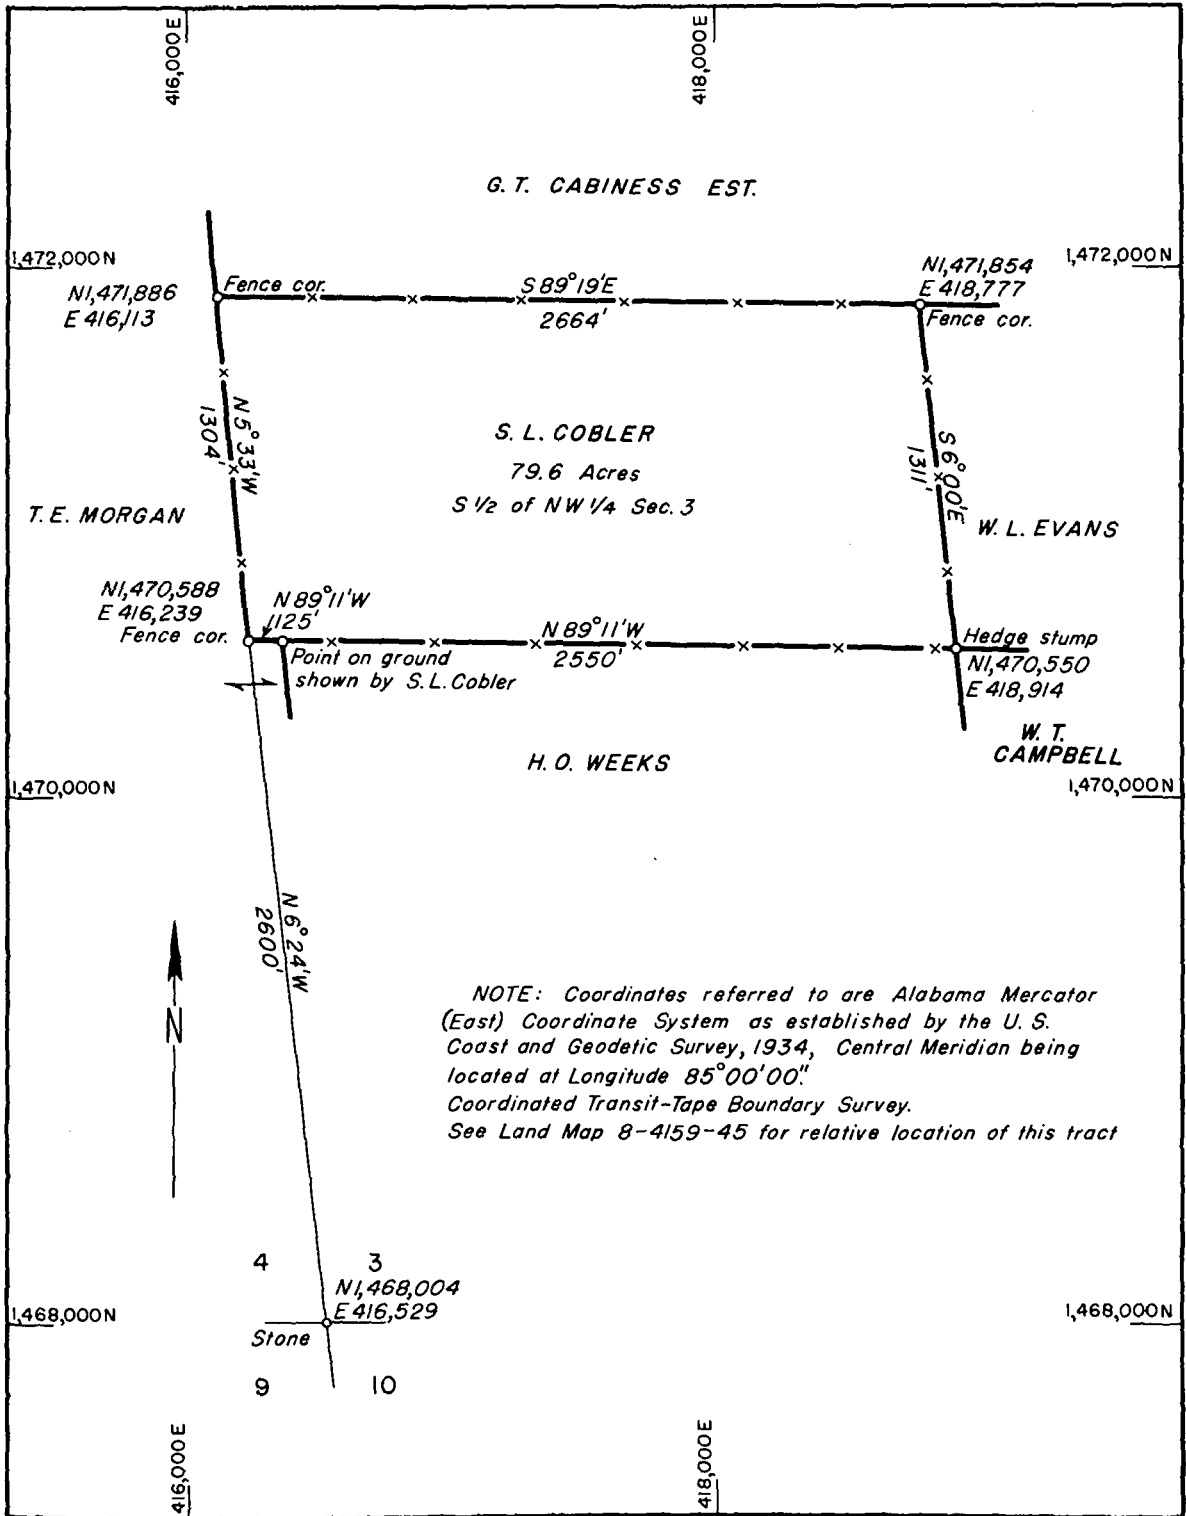 416,000E
418,000E
G. T. CABINESS EST.
1,472,000N
1,472,000N
N1,471,886
E 416,113
Fence cor.
S 89°19'E
2664'
N1,471,854
E 418,777
Fence cor.
N 5° 33' W
1304'
S. L. COBLER
79.6 Acres
S 1/2 of NW 1/4 Sec. 3
S 6°00'E
1311'
T. E. MORGAN
W. L. EVANS
N1,470,588
E 416,239
Fence cor.
N 89°11'W
125'
N 89°11'W
2550'
Point on ground
shown by S. L. Cobler
Hedge stump
N1,470,550
E 418,914
W. T.
CAMPBELL
H. O. WEEKS
1,470,000N
1,470,000N
N 6° 24' W
2600'
N
NOTE: Coordinates referred to are Alabama Mercator
(East) Coordinate System as established by the U. S.
Coast and Geodetic Survey, 1934, Central Meridian being
located at Longitude 85°00'00".
Coordinated Transit-Tape Boundary Survey.
See Land Map 8-4159-45 for relative location of this tract
4
3
N1,468,004
E 416,529
1,468,000N
1,468,000N
Stone
9
10
416,000E
418,000E